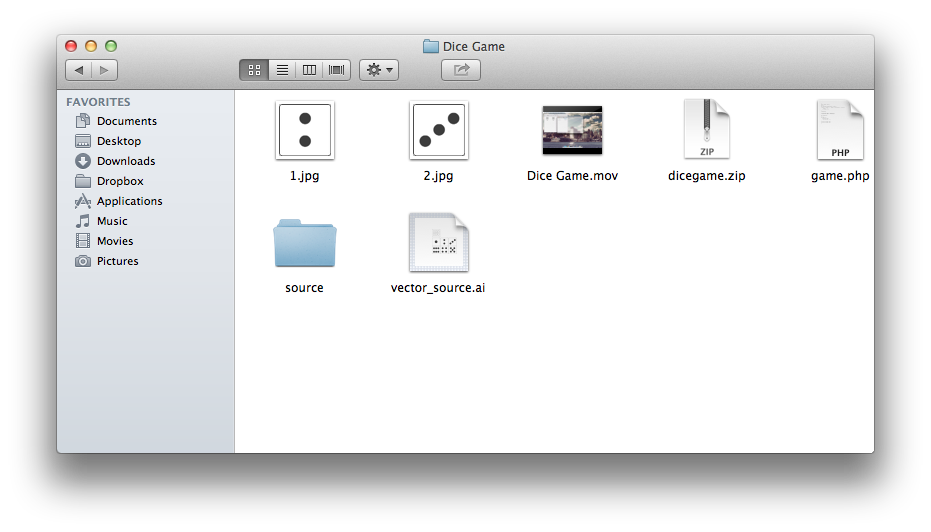 Dice Game
FAVORITES
Documents
Desktop
Downloads
Dropbox
Applications
Music
Movies
Pictures
1.jpg
2.jpg
Dice Game.mov
ZIP
dicegame.zip
PHP
game.php
source
vector_source.ai